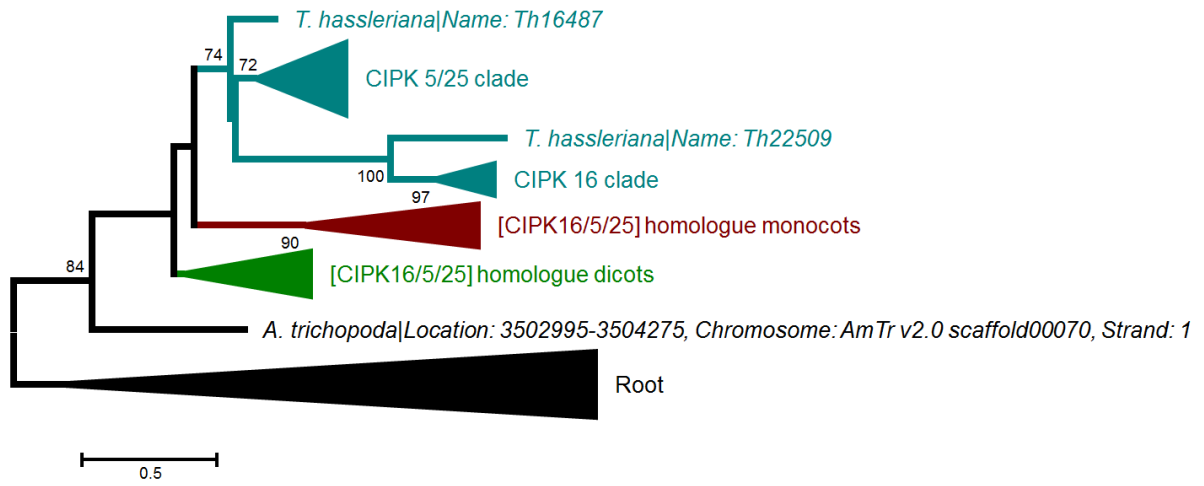 T. hassleriana|Name: Th16487
74
72
CIPK 5/25 clade
T. hassleriana|Name: Th22509
100
CIPK 16 clade
97
[CIPK16/5/25] homologue monocots
90
[CIPK16/5/25] homologue dicots
84
A. trichopoda|Location: 3502995-3504275, Chromosome: AmTr v2.0 scaffold00070, Strand: 1
Root
0.5